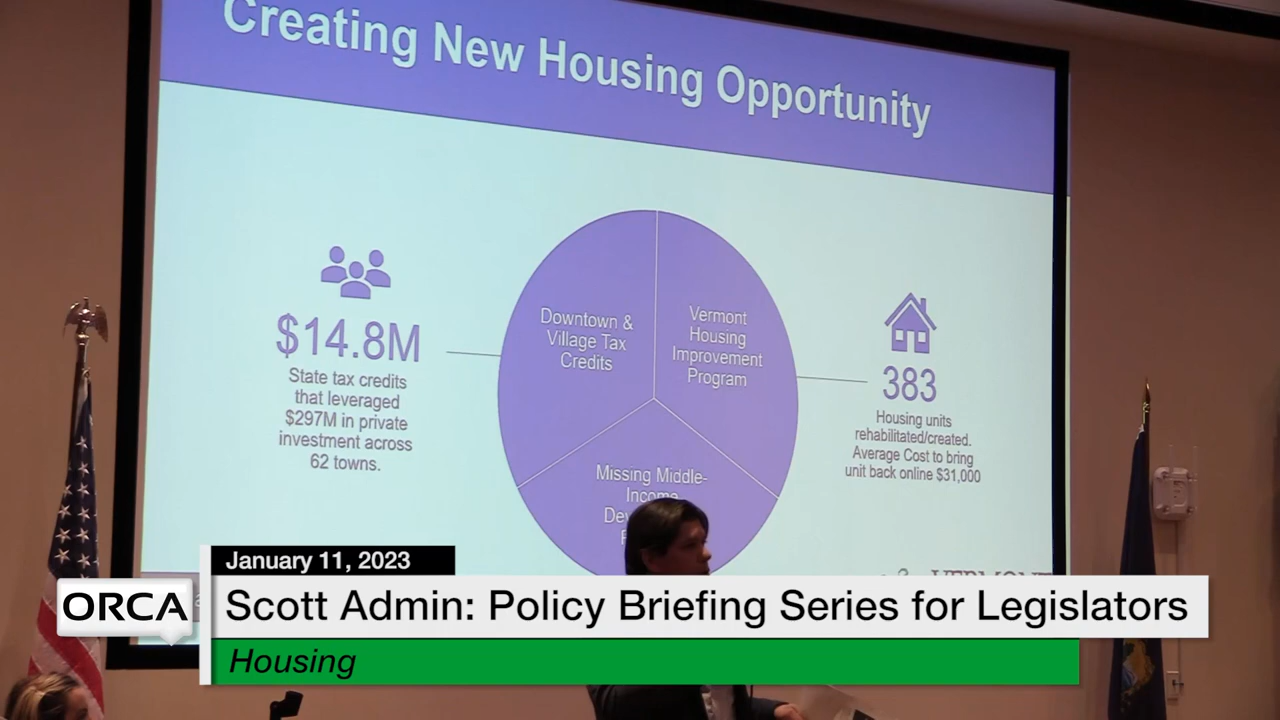 Creating New Housing Opportunity
$14.8M
State tax credits
that leveraged
$297M in private
investment across
62 towns.
Downtown &
Village Tax
Credits
Vermont
Housing
Improvement
Program
Missing Middle-
Income
383
Housing units
rehabilitated/created.
Average Cost to bring
unit back online $31,000
VERMONT
January 11, 2023
ORCA
Scott Admin: Policy Briefing Series for Legislators
Housing